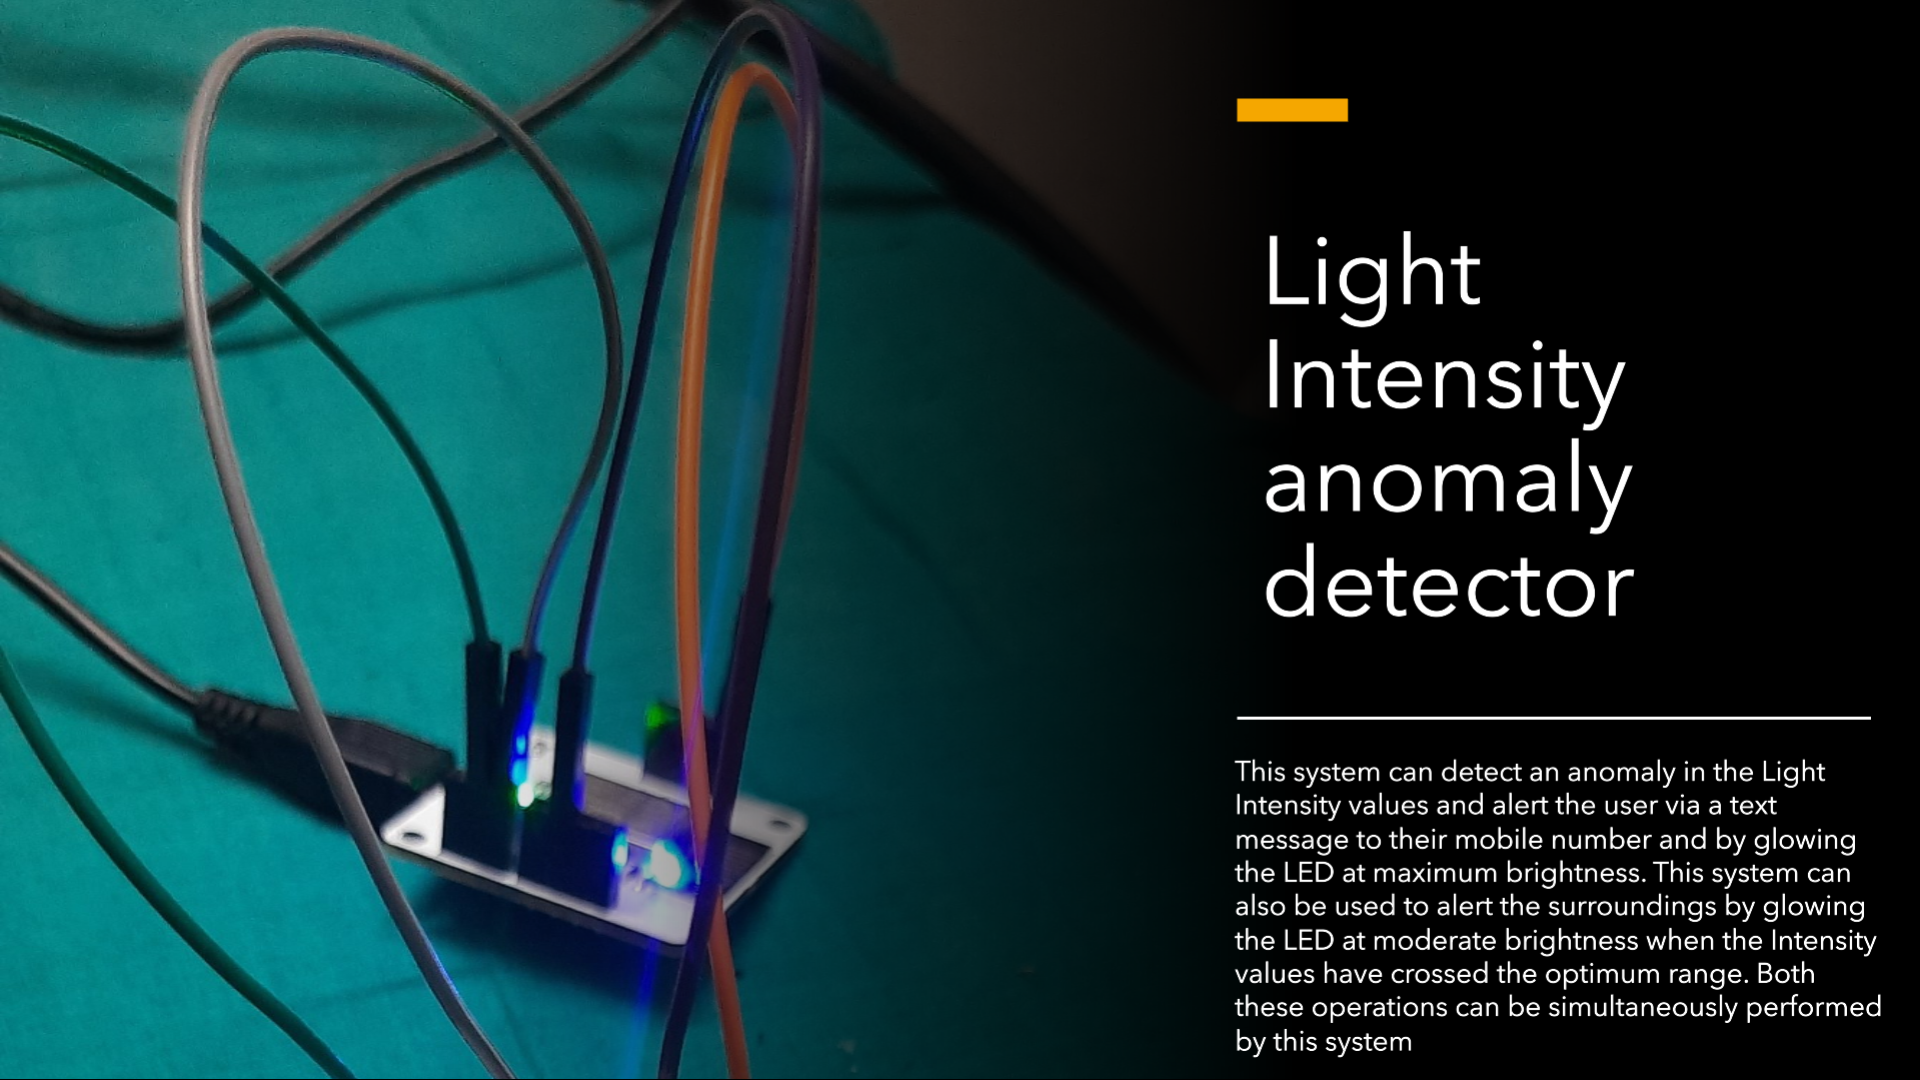 Light
Intensity
anomaly
detector
This system can detect an anomaly in the Light
Intensity values and alert the user via a text
message to their mobile number and by glowing
the LED at maximum brightness. This system can
also be used to alert the surroundings by glowing
the LED at moderate brightness when the Intensity
values have crossed the optimum range. Both
these operations can be simultaneously performed
by this system